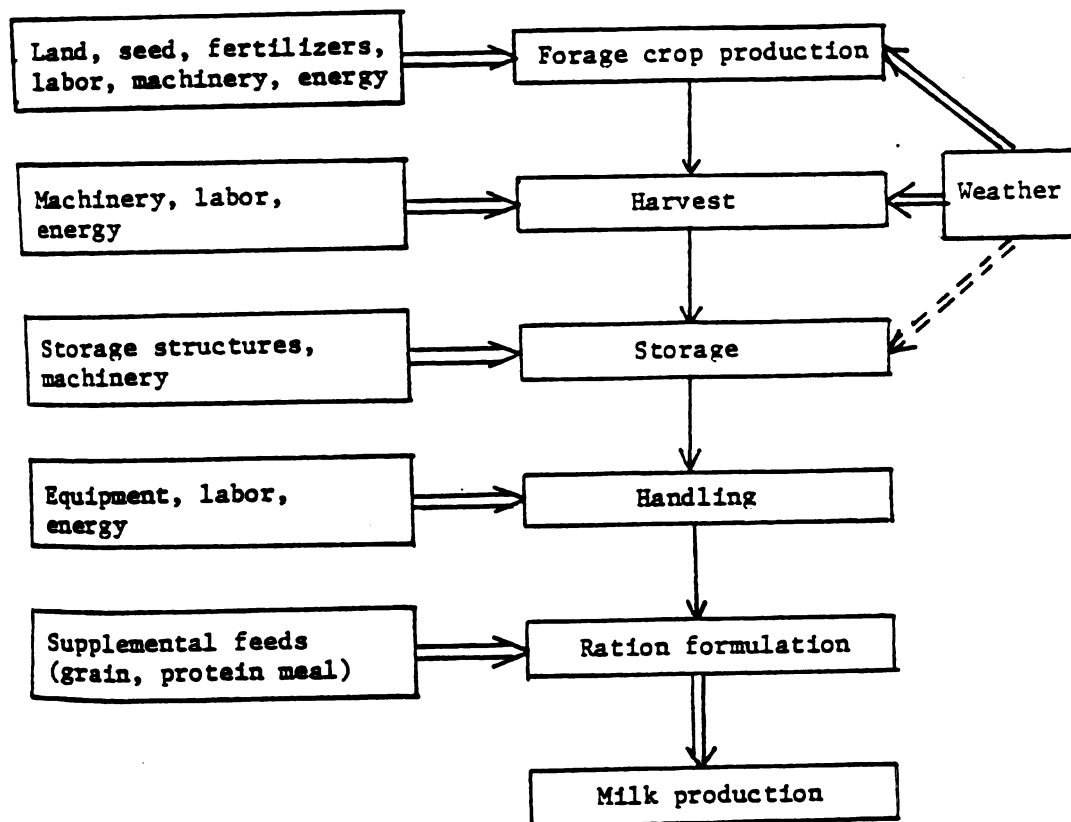 Land, seed, fertilizers,
labor, machinery, energy
Forage crop production
Machinery, labor,
energy
Harvest
Weather
Storage structures,
machinery
Storage
Equipment, labor,
energy
Handling
Supplemental feeds
(grain, protein meal)
Ration formulation
Milk production